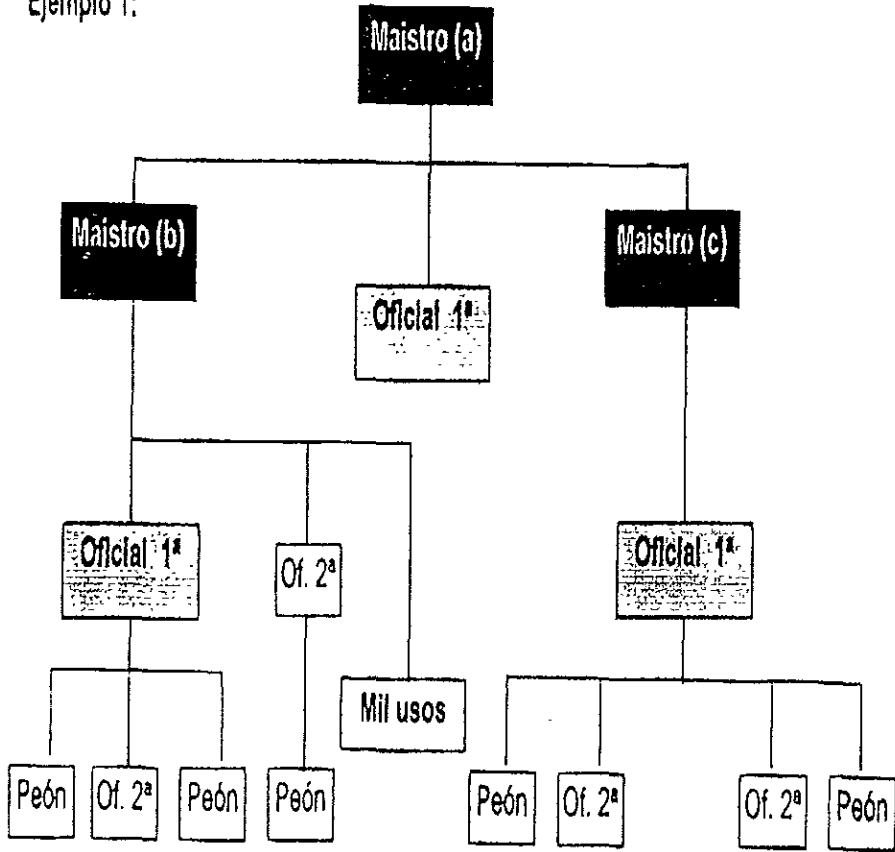 Ejemplo 1:
Maistro (a)
Maistro (b)
Maistro (c)
Oficial 1ª
Oficial 1ª
Of. 2ª
Oficial 1ª
Mil usos
Peón
Of. 2ª
Peón
Peón
Peón
Of. 2ª
Of. 2ª
Peón